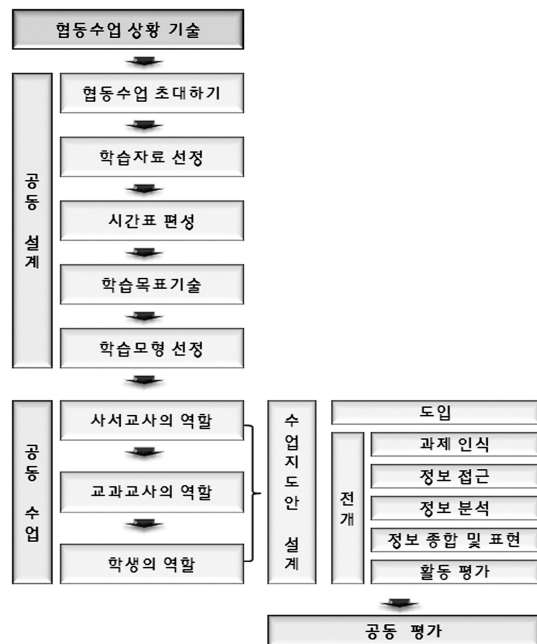 협동수업 상황 기술
공동 설계
협동수업 초대하기
학습자료 선정
시간표 편성
학습목표기술
학습모형 선정
공동 수업
사서교사의 역할
교과교사의 역할
학생의 역할
수업지도안 설계
도입
전개
과제 인식
정보 접근
정보 분석
정보 종합 및 표현
활동 평가
공동 평가